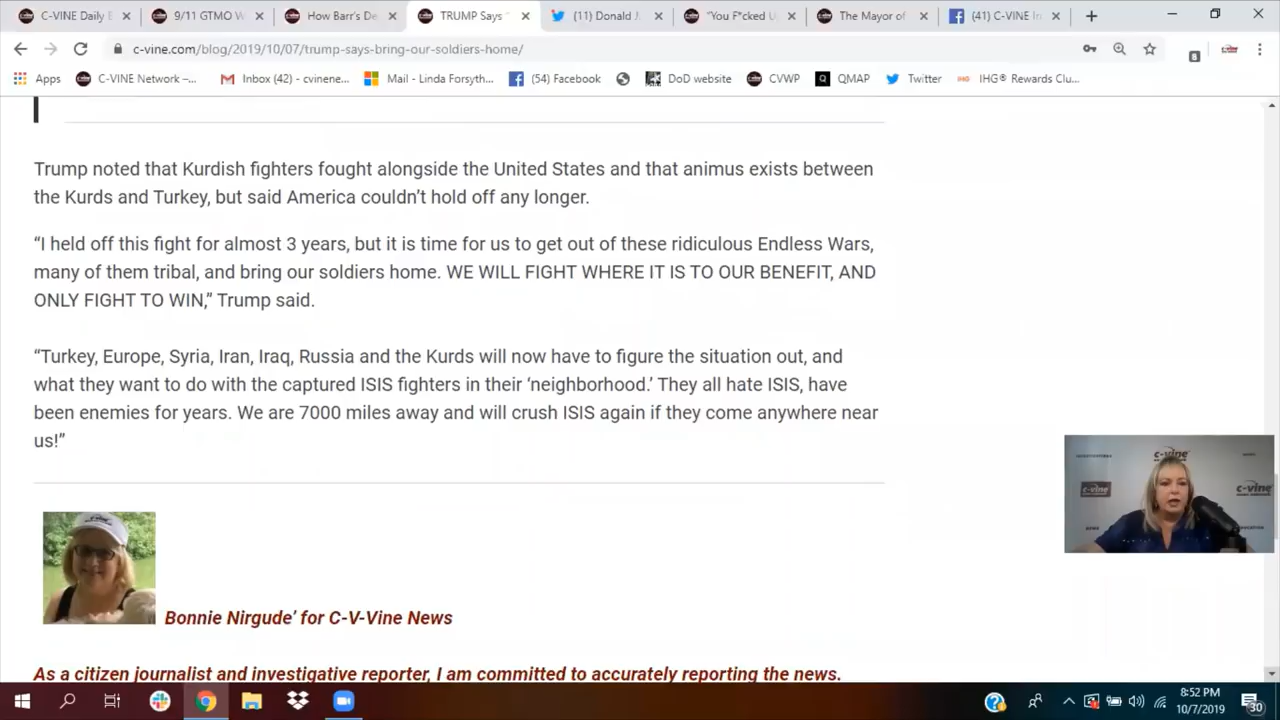 C-VINE Daily
9/11 GTMO W
How Barr's De
TRUMP Says "
(11) Donald
"You F*cked U
The Mayor of
(41) C-VINE In
c-vine.com/blog/2019/10/07/trump-says-bring-our-soldiers-home/
Apps
C-VINE Network –...
Inbox (42) - cvinene...
Mail - Linda Forsyth...
(54) Facebook
DoD website
CVWP
QMAP
Twitter
IHG® Rewards Clu...
Trump noted that Kurdish fighters fought alongside the United States and that animus exists between
the Kurds and Turkey, but said America couldn't hold off any longer.
“I held off this fight for almost 3 years, but it is time for us to get out of these ridiculous Endless Wars,
many of them tribal, and bring our soldiers home. WE WILL FIGHT WHERE IT IS TO OUR BENEFIT, AND
ONLY FIGHT TO WIN,” Trump said.
“Turkey, Europe, Syria, Iran, Iraq, Russia and the Kurds will now have to figure the situation out, and
what they want to do with the captured ISIS fighters in their ‘neighborhood.’ They all hate ISIS, have
been enemies for years. We are 7000 miles away and will crush ISIS again if they come anywhere near
us!”
c-vine
c-vine
c-vine
Bonnie Nirgude’ for C-V-Vine News
As a citizen journalist and investigative reporter, I am committed to accurately reporting the news.
8:52 PM
10/7/2019
30